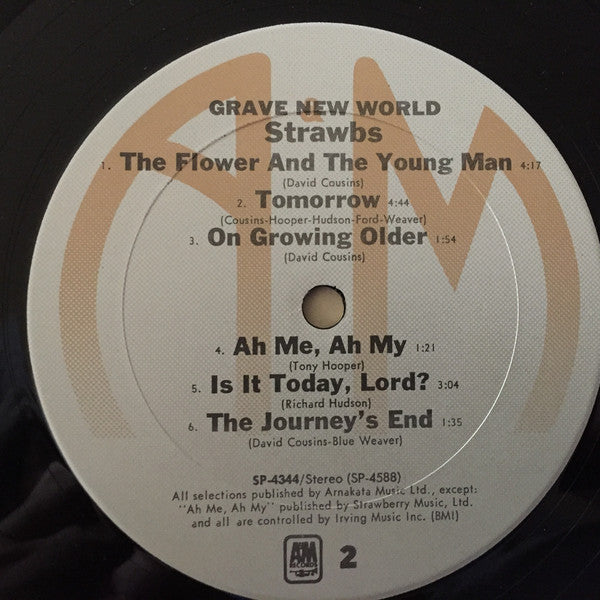 GRAVE NEW WORLD
Strawbs
1. The Flower And The Young Man 4:17
(David Cousins)
2. Tomorrow 4:44
(Cousins-Hooper-Hudson-Ford-Weaver)
3. On Growing Older 1:54
(David Cousins)
4. Ah Me, Ah My 1:21
(Tony Hooper)
5. Is It Today, Lord? 3:04
(Richard Hudson)
6. The Journey's End 1:35
(David Cousins-Blue Weaver)
SP-4344/Stereo (SP-4588)
All selections published by Arnakata Music Ltd., except:
"Ah Me, Ah My" published by Strawberry Music, Ltd.
and all are controlled by Irving Music Inc. (BMI)
A&M
RECORDS
2